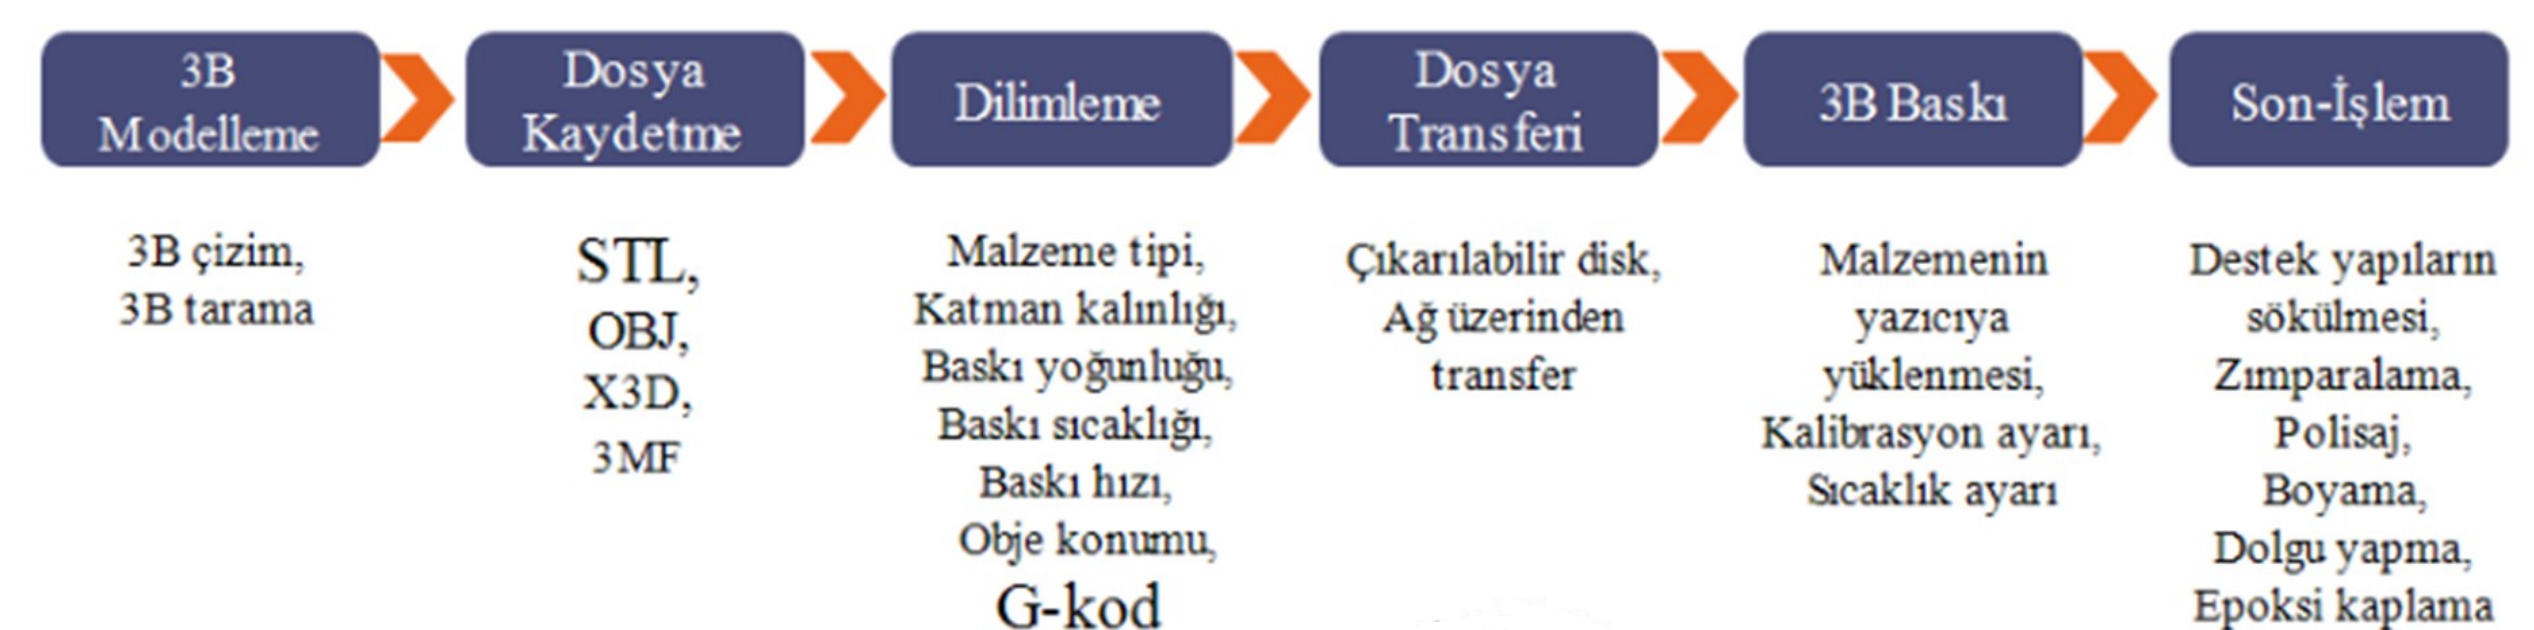 3B
Modelleme
Dosya
Kaydetme
Dilimleme
Dosya
Transferi
3B Baskı
Son-İşlem
3B çizim,
3B tarama
STL,
OBJ,
X3D,
3MF
Malzeme tipi,
Katman kalınlığı,
Baskı yoğunluğu,
Baskı sıcaklığı,
Baskı hızı,
Obje konumu,
G-kod
Çıkarılabilir disk,
Ağ üzerinden
transfer
Malzemenin
yazıcıya
yüklenmesi,
Kalibrasyon ayarı,
Sıcaklık ayarı
Destek yapıların
sökülmesi,
Zımparalama,
Polisaj,
Boyama,
Dolgu yapma,
Epoksi kaplama